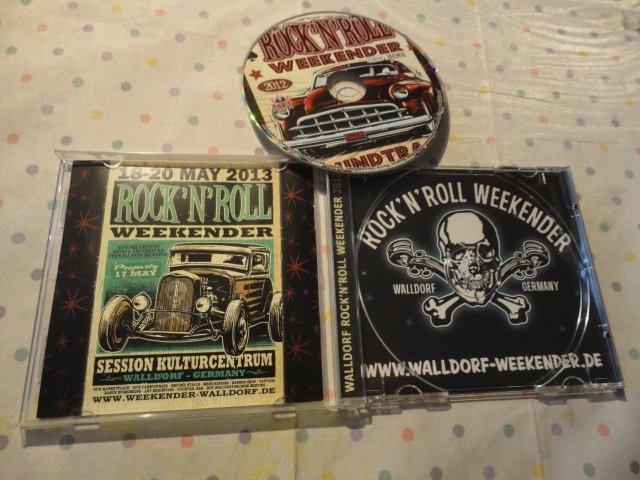 ROCK'N'ROLL
WEEKENDER
2012
18-20 MAY 2013
ROCK'N'ROLL
WEEKENDER
Preparty
17 MAY
SESSION KULTURCENTRUM
WALLDORF - GERMANY
WWW.WEEKENDER-WALLDORF.DE
WALLDORF ROCK'N'ROLL WEEKENDER
ROCK'N'ROLL WEEKENDER
WALLDORF GERMANY
WWW.WALLDORF-WEEKENDER.DE